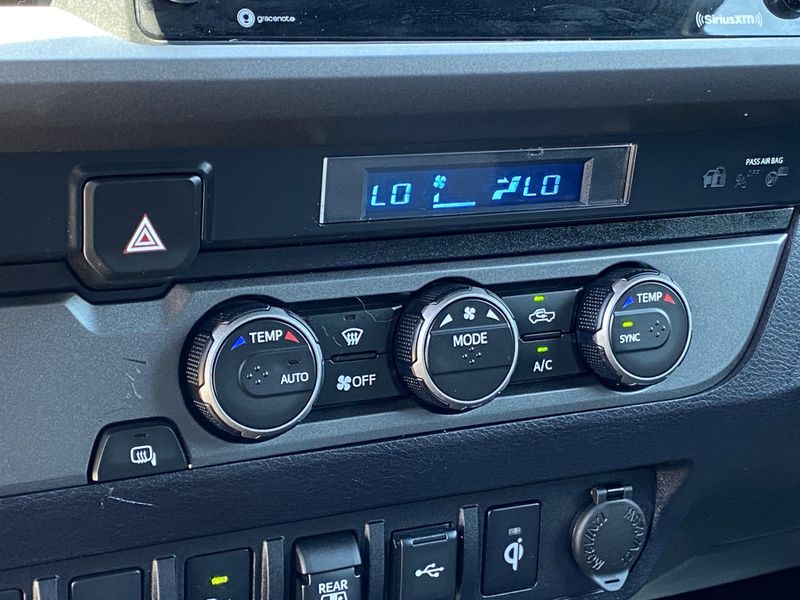 gracenote
SiriusXM
PASS AIR BAG
LO LO
TEMP
AUTO
OFF
MODE
A/C
TEMP
SYNC
REAR